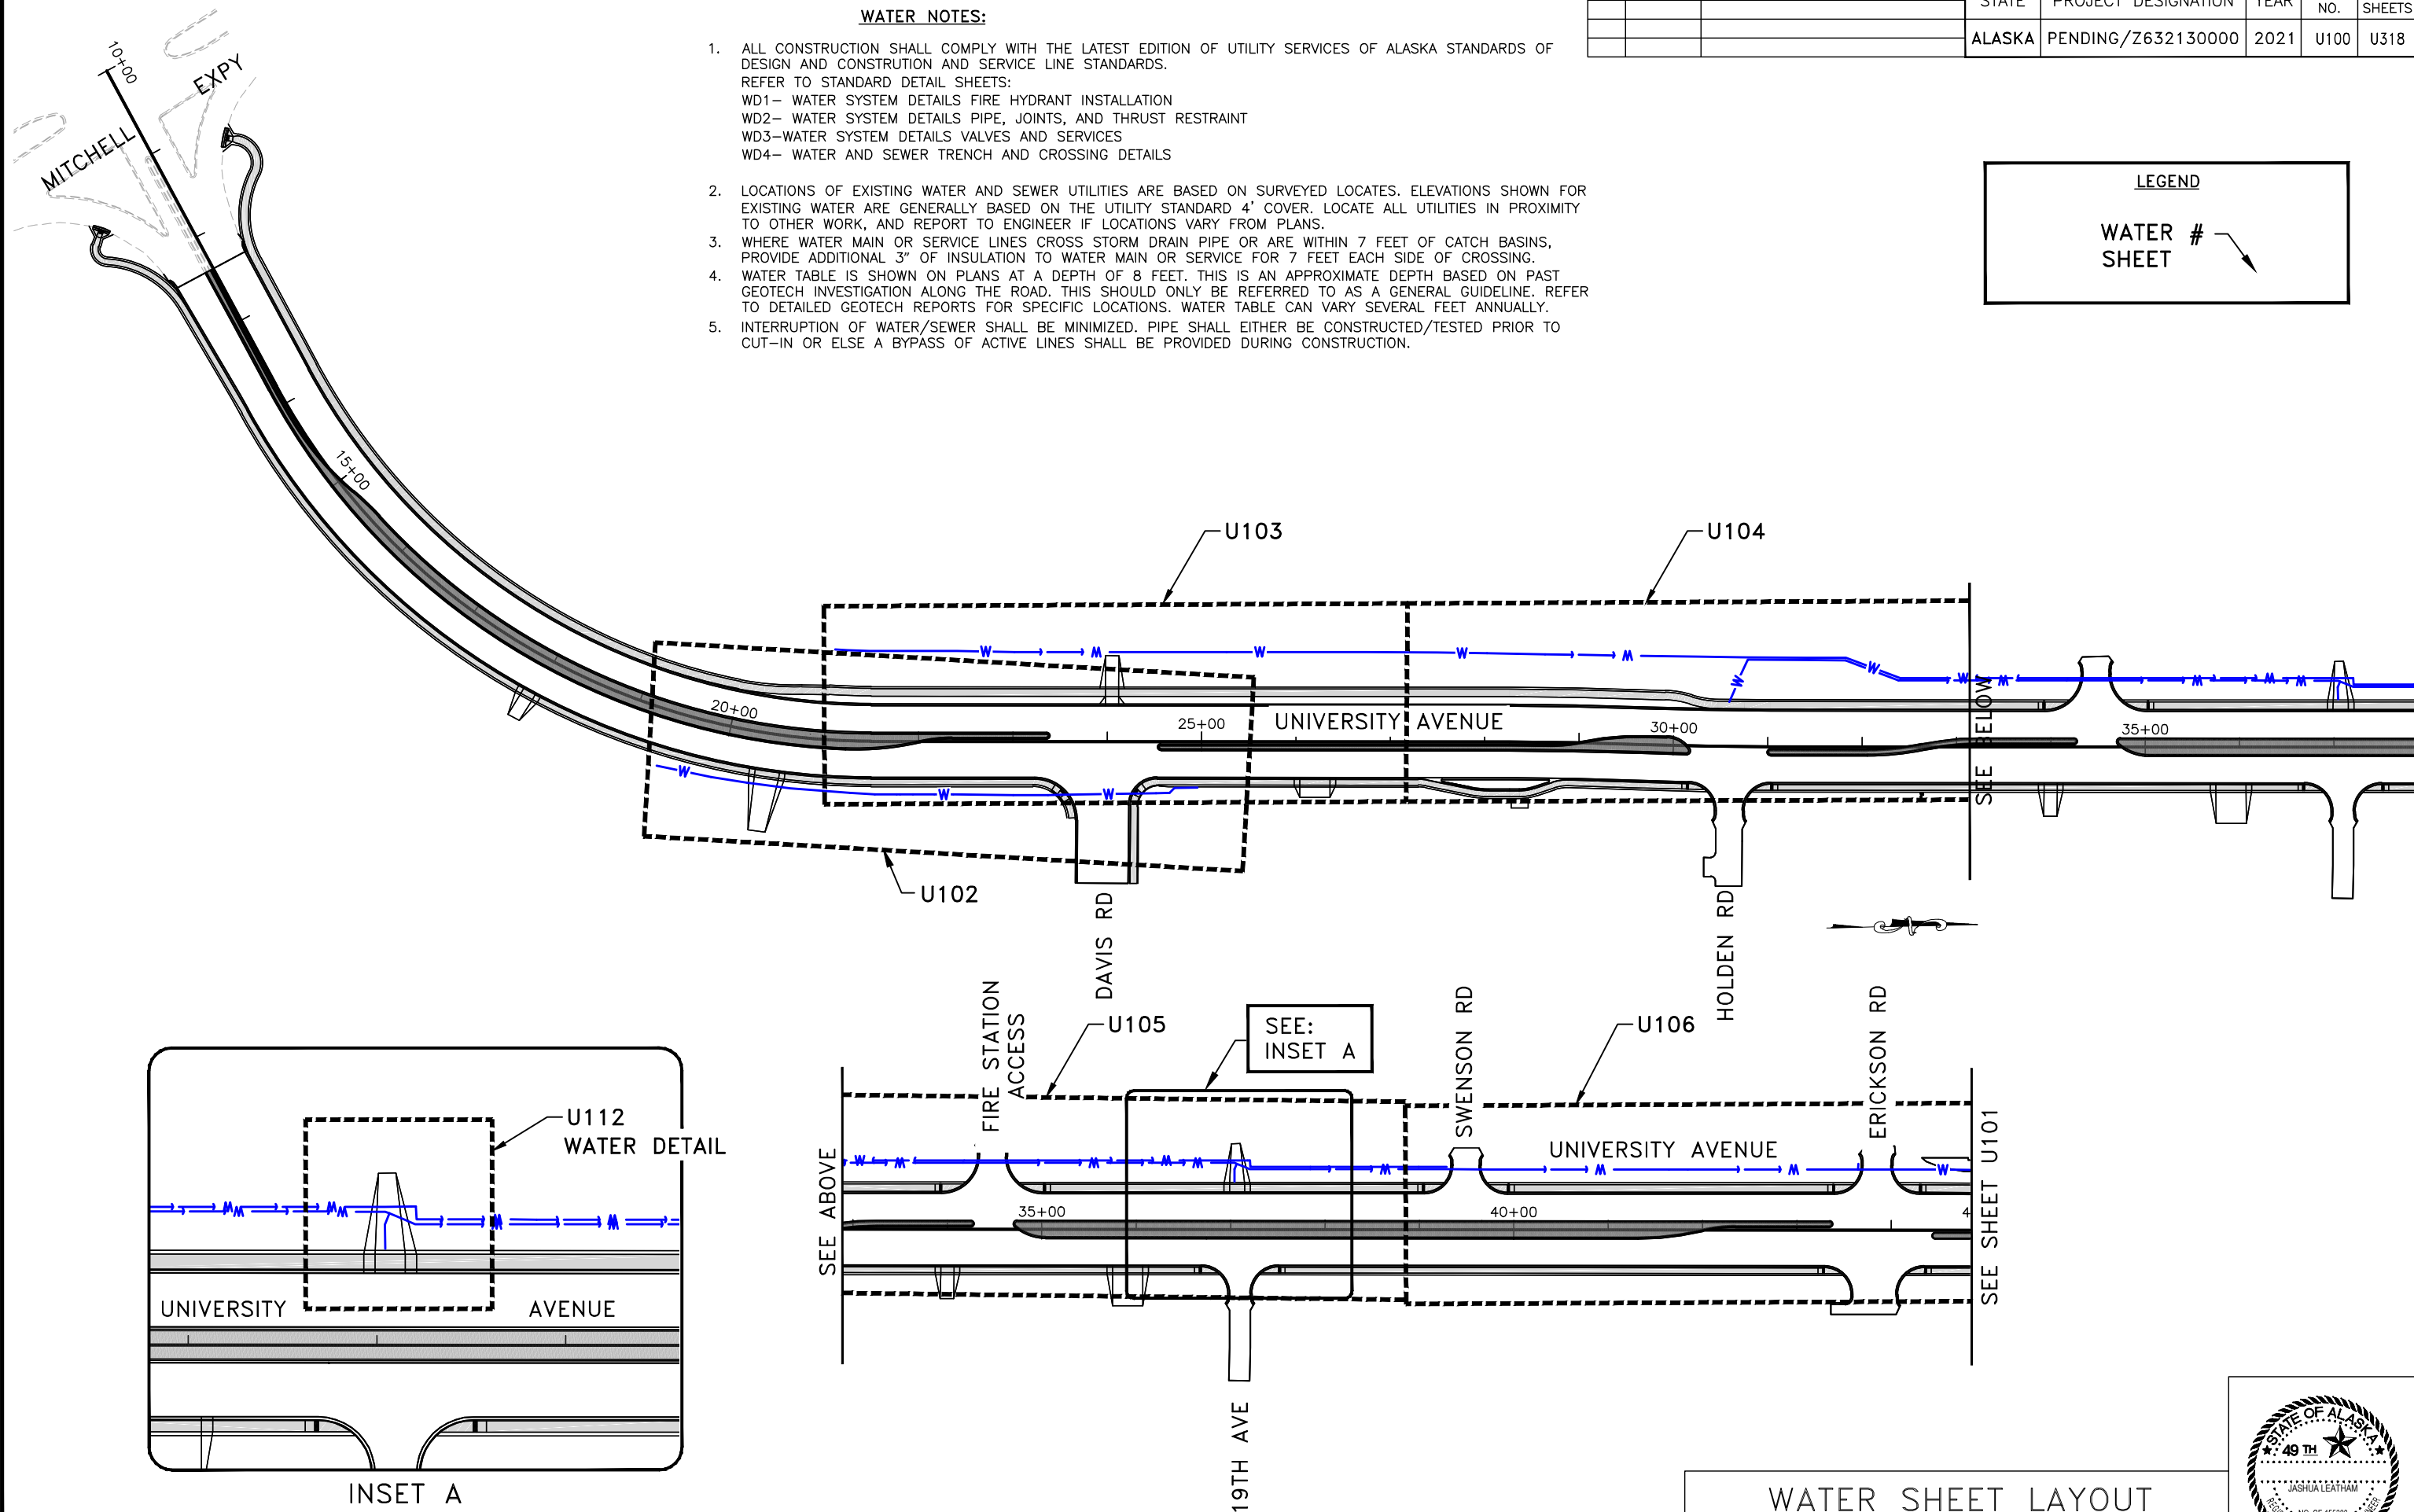 WATER NOTES:
1. ALL CONSTRUCTION SHALL COMPLY WITH THE LATEST EDITION OF UTILITY SERVICES OF ALASKA STANDARDS OF
DESIGN AND CONSTRUTION AND SERVICE LINE STANDARDS.
REFER TO STANDARD DETAIL SHEETS:
WD1- WATER SYSTEM DETAILS FIRE HYDRANT INSTALLATION
WD2- WATER SYSTEM DETAILS PIPE, JOINTS, AND THRUST RESTRAINT
WD3-WATER SYSTEM DETAILS VALVES AND SERVICES
WD4- WATER AND SEWER TRENCH AND CROSSING DETAILS
2. LOCATIONS OF EXISTING WATER AND SEWER UTILITIES ARE BASED ON SURVEYED LOCATES. ELEVATIONS SHOWN FOR
EXISTING WATER ARE GENERALLY BASED ON THE UTILITY STANDARD 4' COVER. LOCATE ALL UTILITIES IN PROXIMITY
TO OTHER WORK, AND REPORT TO ENGINEER IF LOCATIONS VARY FROM PLANS.
3. WHERE WATER MAIN OR SERVICE LINES CROSS STORM DRAIN PIPE OR ARE WITHIN 7 FEET OF CATCH BASINS,
PROVIDE ADDITIONAL 3" OF INSULATION TO WATER MAIN OR SERVICE FOR 7 FEET EACH SIDE OF CROSSING.
4. WATER TABLE IS SHOWN ON PLANS AT A DEPTH OF 8 FEET. THIS IS AN APPROXIMATE DEPTH BASED ON PAST
GEOTECH INVESTIGATION ALONG THE ROAD. THIS SHOULD ONLY BE REFERRED TO AS A GENERAL GUIDELINE. REFER
TO DETAILED GEOTECH REPORTS FOR SPECIFIC LOCATIONS. WATER TABLE CAN VARY SEVERAL FEET ANNUALLY.
5. INTERRUPTION OF WATER/SEWER SHALL BE MINIMIZED. PIPE SHALL EITHER BE CONSTRUCTED/TESTED PRIOR TO
CUT-IN OR ELSE A BYPASS OF ACTIVE LINES SHALL BE PROVIDED DURING CONSTRUCTION.
STATE PROJECT DESIGNATION YEAR NO. SHEETS
ALASKA PENDING/Z632130000 2021 U100 U318
LEGEND
WATER #
SHEET
10+00
MITCHELL EXPY
15+00
U103
U104
20+00
25+00
UNIVERSITY AVENUE
30+00
35+00
W W W W W W W W W W W W W
W W W
SEE BELOW
U102
DAVIS RD
HOLDEN RD
N
FIRE STATION
ACCESS
U105
SEE:
INSET A
SWENSON RD
U106
ERICKSON RD
SEE ABOVE
UNIVERSITY AVENUE
W W W W W W W W W
35+00
40+00
4
SEE SHEET U101
19TH AVE
U112
WATER DETAIL
W W W W W W
UNIVERSITY AVENUE
INSET A
WATER SHEET LAYOUT
STATE OF ALASKA
49 TH
JASHUA LEATHAM